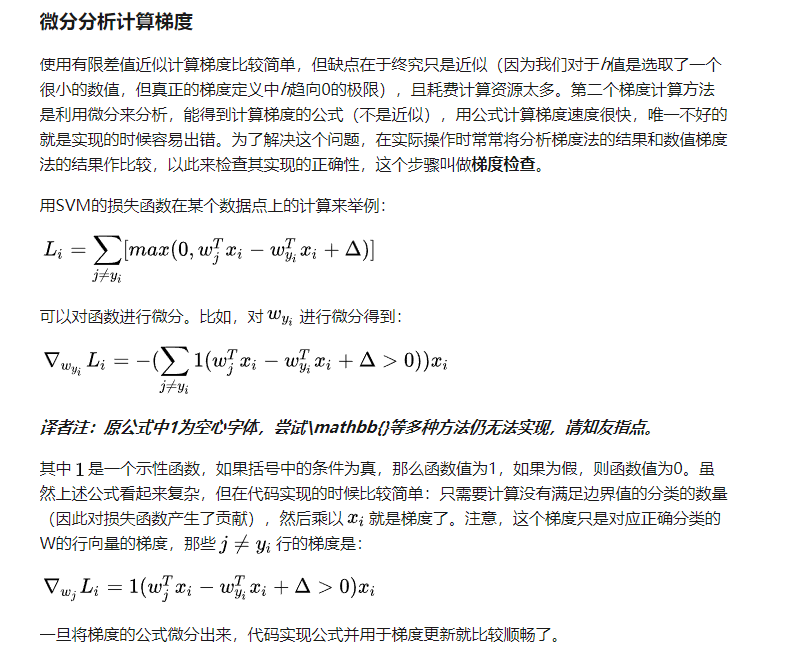 微分分析计算梯度
使用有限差值近似计算梯度比较简单，但缺点在于终究只是近似（因为我们对于h值是选取了一个
很小的数值，但真正的梯度定义中h趋向0的极限），且耗费计算资源太多。第二个梯度计算方法
是利用微分来分析，能得到计算梯度的公式（不是近似），用公式计算梯度速度很快，唯一不好的
就是实现的时候容易出错。为了解决这个问题，在实际操作时常常将分析梯度法的结果和数值梯度
法的结果作比较，以此来检查其实现的正确性，这个步骤叫做梯度检查。
用SVM的损失函数在某个数据点上的计算来举例：
$L_i = \sum_{j \neq y_i} [max(0, w_j^T x_i - w_{y_i}^T x_i + \Delta)]$
可以对函数进行微分。比如，对 $w_{y_i}$ 进行微分得到：
$\nabla_{w_{y_i}} L_i = -(\sum_{j \neq y_i} 1(w_j^T x_i - w_{y_i}^T x_i + \Delta > 0))x_i$
译者注：原公式中1为空心字体，尝试\mathbb{}等多种方法仍无法实现，请知友指点。
其中 1 是一个示性函数，如果括号中的条件为真，那么函数值为1，如果为假，则函数值为0。虽
然上述公式看起来复杂，但在代码实现的时候比较简单：只需要计算没有满足边界值的分类的数量
（因此对损失函数产生了贡献），然后乘以 $x_i$ 就是梯度了。注意，这个梯度只是对应正确分类的
W的行向量的梯度，那些 $j \neq y_i$ 行的梯度是：
$\nabla_{w_j} L_i = 1(w_j^T x_i - w_{y_i}^T x_i + \Delta > 0)x_i$
一旦将梯度的公式微分出来，代码实现公式并用于梯度更新就比较顺畅了。